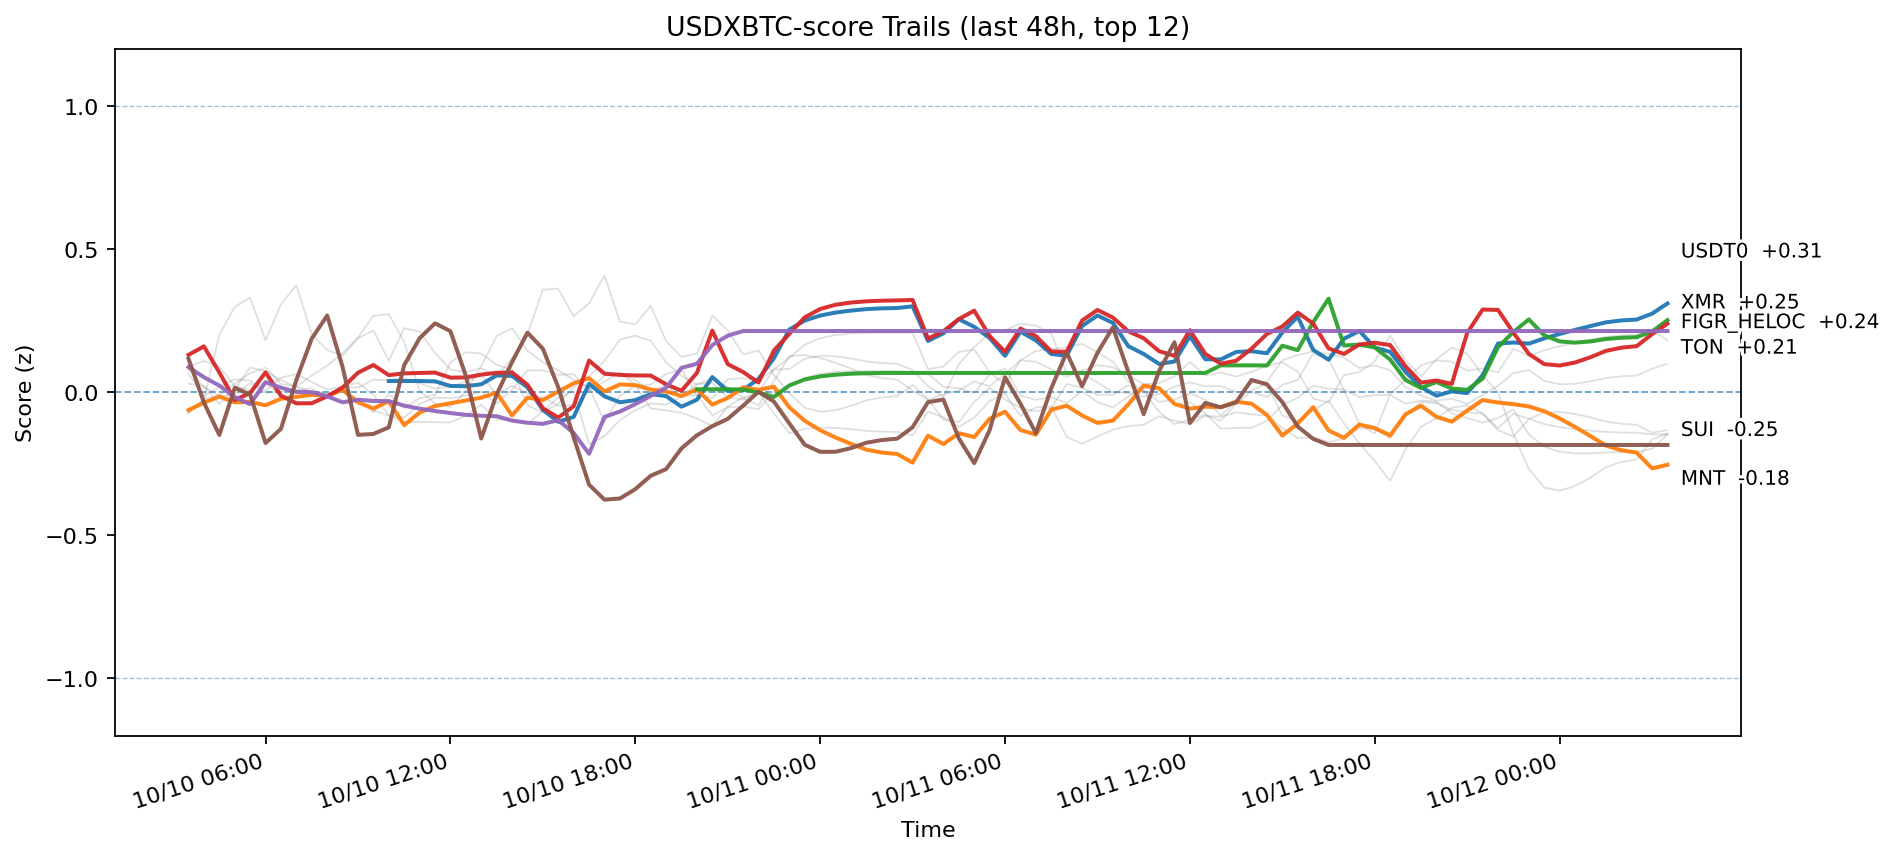 USDXBTC-score Trails (last 48h, top 12)
Score (z)
1.0
0.5
0.0
−0.5
−1.0
USDT0 +0.31
XMR +0.25
FIGR_HELOC +0.24
TON +0.21
SUI -0.25
MNT -0.18
10/10 06:00
10/10 12:00
10/10 18:00
10/11 00:00
10/11 06:00
10/11 12:00
10/11 18:00
10/12 00:00
Time